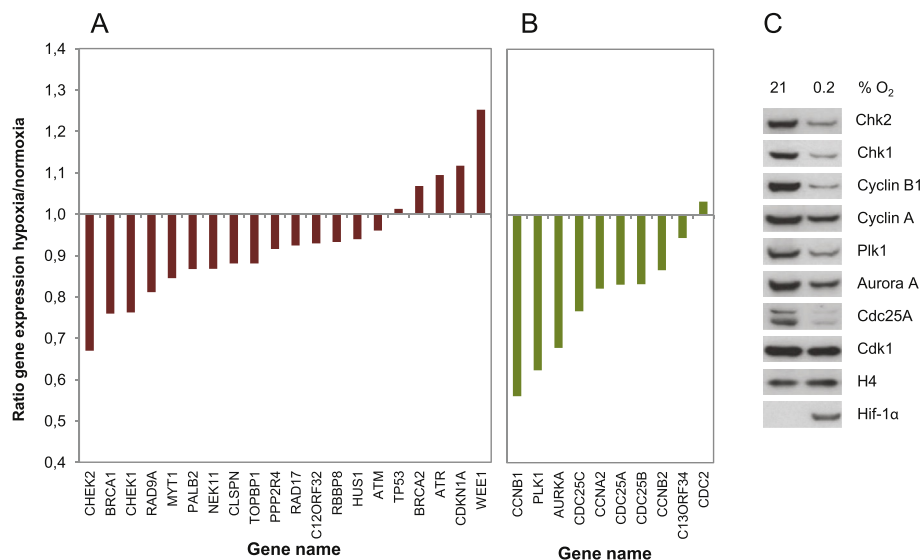 A
B
C
Ratio gene expression hypoxia/normoxia
1,4
1,3
1,2
1,1
1,0
0,9
0,8
0,7
0,6
0,5
0,4
CHEK2
BRCA1
CHEK1
RAD9A
MYT1
PALB2
NEK11
CLSPN
TOPBP1
PPP2R4
RAD17
C12ORF32
RBBP8
HUS1
ATM
TP53
BRCA2
ATR
CDKN1A
WEE1
Gene name
CCNB1
PLK1
AURKA
CDC25C
CCNA2
CDC25A
CDC25B
CCNB2
C13ORF34
CDC2
Gene name
21 0.2 % O₂
Chk2
Chk1
Cyclin B1
Cyclin A
Plk1
Aurora A
Cdc25A
Cdk1
H4
Hif-1α